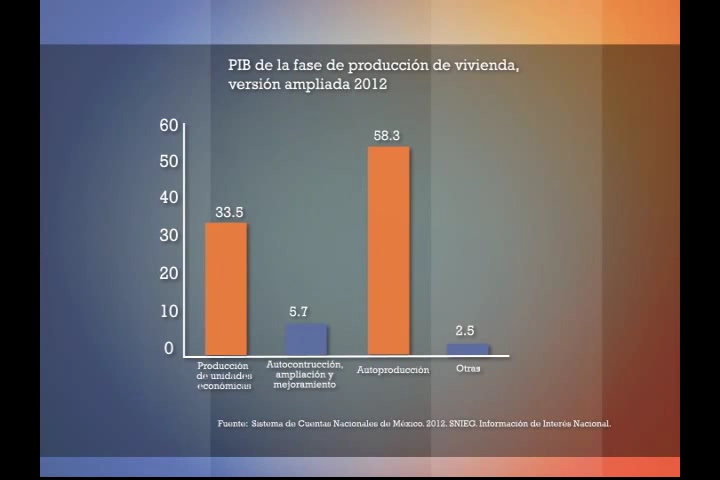 PIB de la fase de producción de vivienda,
versión ampliada 2012
60
50
40
30
20
10
0
33.5
5.7
58.3
2.5
Producción
de unidades
económicas
Autocontrucción,
ampliación y
mejoramiento
Autoproducción
Otras
Fuente: Sistema de Cuentas Nacionales de México. 2012. SNIEG. Información de Interés Nacional.